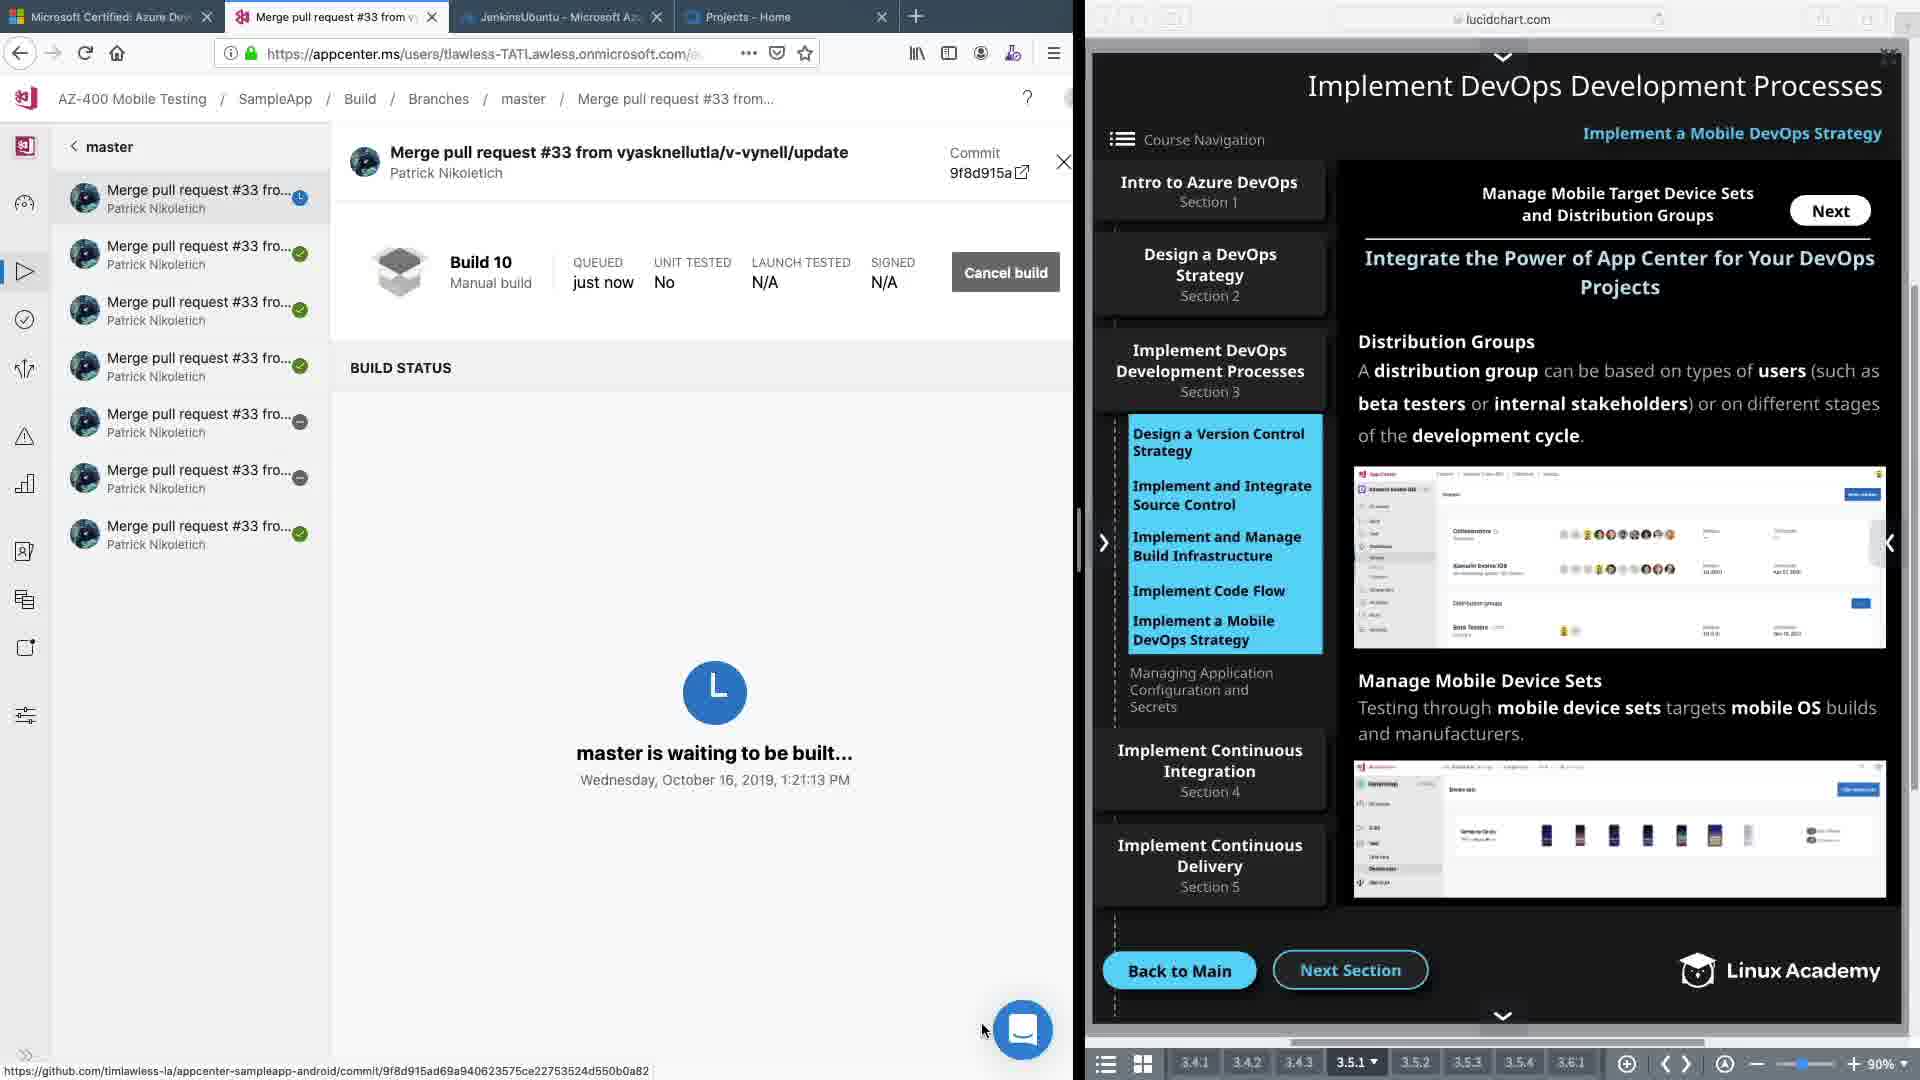 Microsoft Certified: Azure Dev
Merge pull request #33 from v
JenkinsUbuntu - Microsoft Az
Projects - Home
https://appcenter.ms/users/tlawless-TATLawless.onmicrosoft.com/
AZ-400 Mobile Testing / SampleApp / Build / Branches / master / Merge pull request #33 from...
master
Merge pull request #33 fro...
Patrick Nikoletich
Merge pull request #33 fro...
Patrick Nikoletich
Merge pull request #33 fro...
Patrick Nikoletich
Merge pull request #33 fro...
Patrick Nikoletich
Merge pull request #33 fro...
Patrick Nikoletich
Merge pull request #33 fro...
Patrick Nikoletich
Merge pull request #33 fro...
Patrick Nikoletich
Merge pull request #33 from vyasknellutla/v-vynell/update
Patrick Nikoletich
Commit
9f8d915a
Build 10
Manual build
QUEUED
just now
UNIT TESTED
No
LAUNCH TESTED
N/A
SIGNED
N/A
Cancel build
BUILD STATUS
master is waiting to be built...
Wednesday, October 16, 2019, 1:21:13 PM
https://github.com/timlawless-la/appcenter-sampleapp-android/commit/9f8d915ad69a940623575ce22753524d550b0a82
lucidchart.com
Implement DevOps Development Processes
Implement a Mobile DevOps Strategy
Course Navigation
Intro to Azure DevOps
Section 1
Design a DevOps
Strategy
Section 2
Implement DevOps
Development Processes
Section 3
Design a Version Control
Strategy
Implement and Integrate
Source Control
Implement and Manage
Build Infrastructure
Implement Code Flow
Implement a Mobile
DevOps Strategy
Managing Application
Configuration and
Secrets
Implement Continuous
Integration
Section 4
Implement Continuous
Delivery
Section 5
Manage Mobile Target Device Sets
and Distribution Groups
Next
Integrate the Power of App Center for Your DevOps
Projects
Distribution Groups
A distribution group can be based on types of users (such as
beta testers or internal stakeholders) or on different stages
of the development cycle.
Manage Mobile Device Sets
Testing through mobile device sets targets mobile OS builds
and manufacturers.
Back to Main
Next Section
Linux Academy
3.4.1
3.4.2
3.4.3
3.5.1
3.5.2
3.5.3
3.5.4
3.6.1
90%